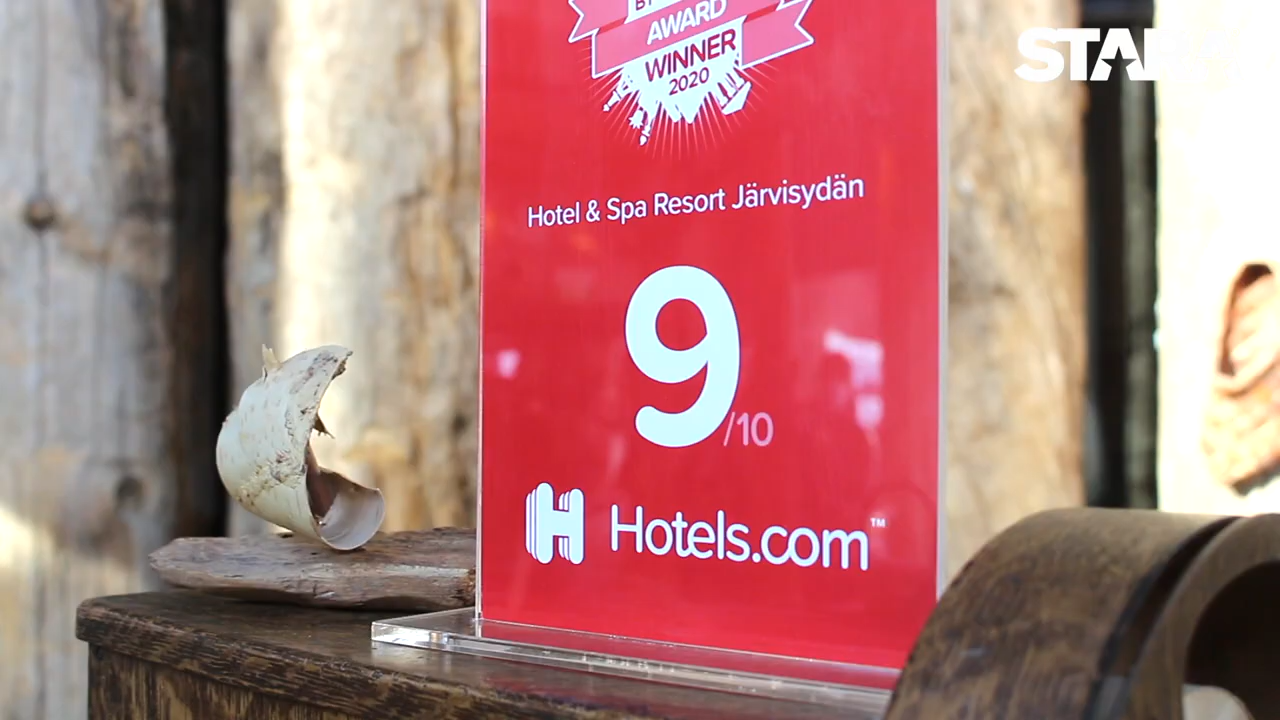 AWARD
WINNER
2020
Hotel & Spa Resort Järvisydän
9/10
H Hotels.com™
STA